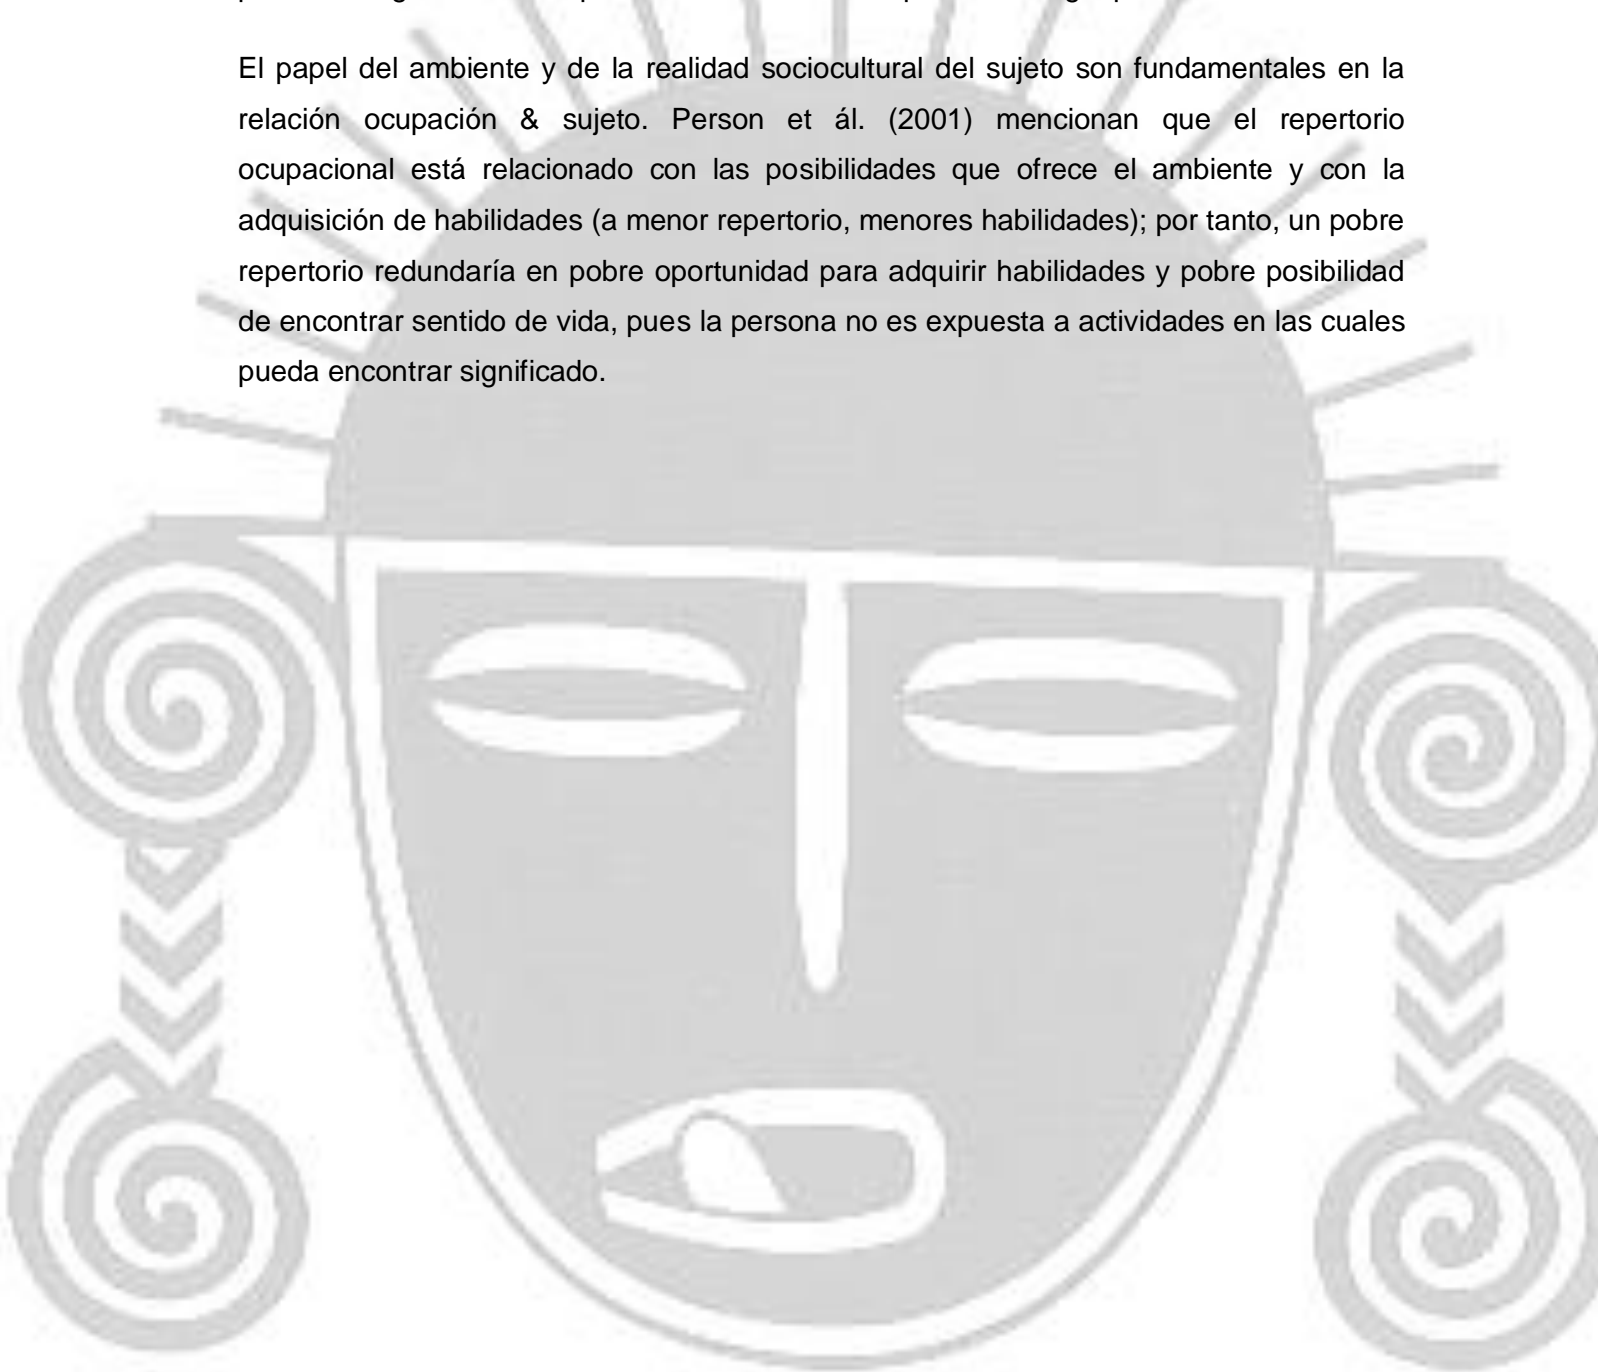 El papel del ambiente y de la realidad sociocultural del sujeto son fundamentales en la
relación ocupación & sujeto. Person et ál. (2001) mencionan que el repertorio
ocupacional está relacionado con las posibilidades que ofrece el ambiente y con la
adquisición de habilidades (a menor repertorio, menores habilidades); por tanto, un pobre
repertorio redundaría en pobre oportunidad para adquirir habilidades y pobre posibilidad
de encontrar sentido de vida, pues la persona no es expuesta a actividades en las cuales
pueda encontrar significado.